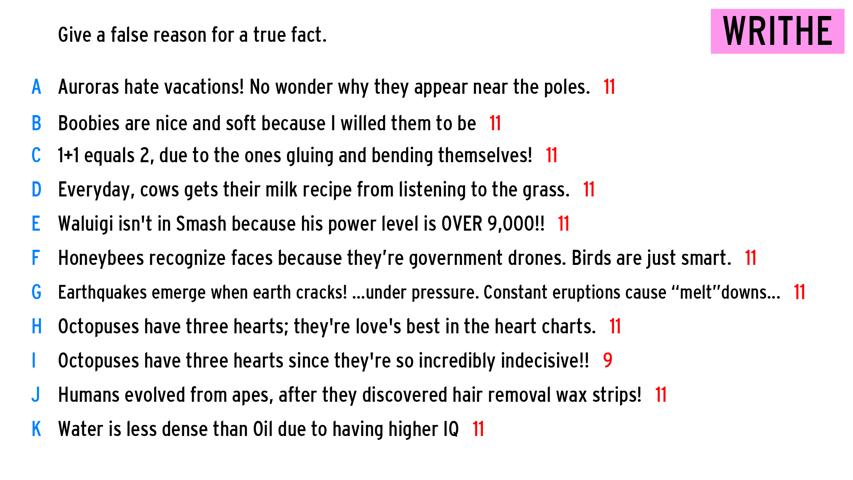 Give a false reason for a true fact.
WRITHE
A Auroras hate vacations! No wonder why they appear near the poles. 11
B Boobies are nice and soft because I willed them to be 11
C 1+1 equals 2, due to the ones gluing and bending themselves! 11
D Everyday, cows gets their milk recipe from listening to the grass. 11
E Waluigi isn't in Smash because his power level is OVER 9,000!! 11
F Honeybees recognize faces because they’re government drones. Birds are just smart. 11
G Earthquakes emerge when earth cracks! ...under pressure. Constant eruptions cause “melt”downs... 11
H Octopuses have three hearts; they're love's best in the heart charts. 11
I Octopuses have three hearts since they're so incredibly indecisive!! 9
J Humans evolved from apes, after they discovered hair removal wax strips! 11
K Water is less dense than Oil due to having higher IQ 11